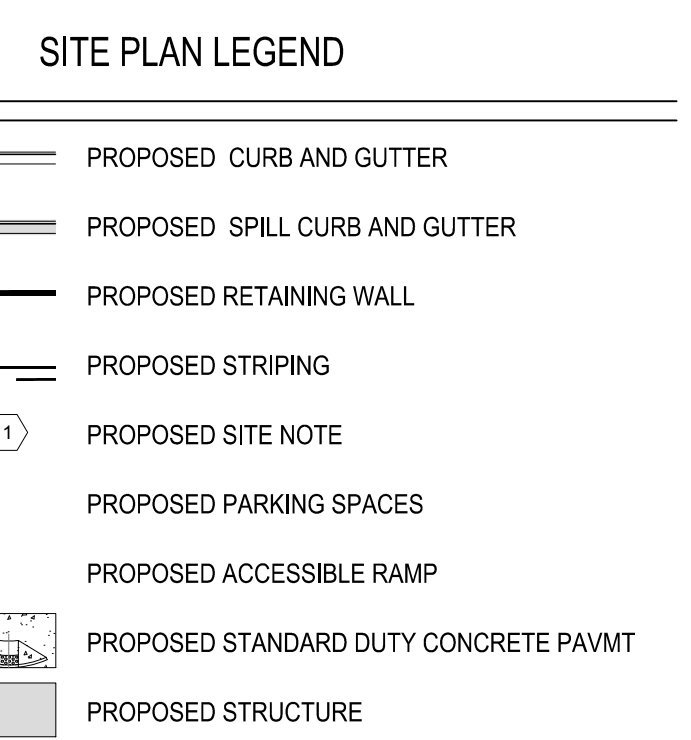 SITE PLAN LEGEND
PROPOSED CURB AND GUTTER
PROPOSED SPILL CURB AND GUTTER
PROPOSED RETAINING WALL
PROPOSED STRIPING
1 PROPOSED SITE NOTE
PROPOSED PARKING SPACES
PROPOSED ACCESSIBLE RAMP
PROPOSED STANDARD DUTY CONCRETE PAVMT
PROPOSED STRUCTURE